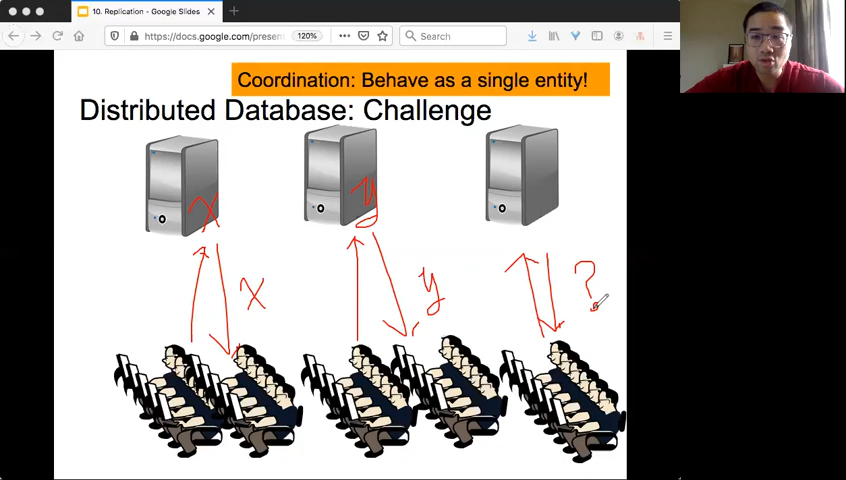 10. Replication - Google Slides
https://docs.google.com/presen
120%
Search
Coordination: Behave as a single entity!
Distributed Database: Challenge
x
y
x
y
?